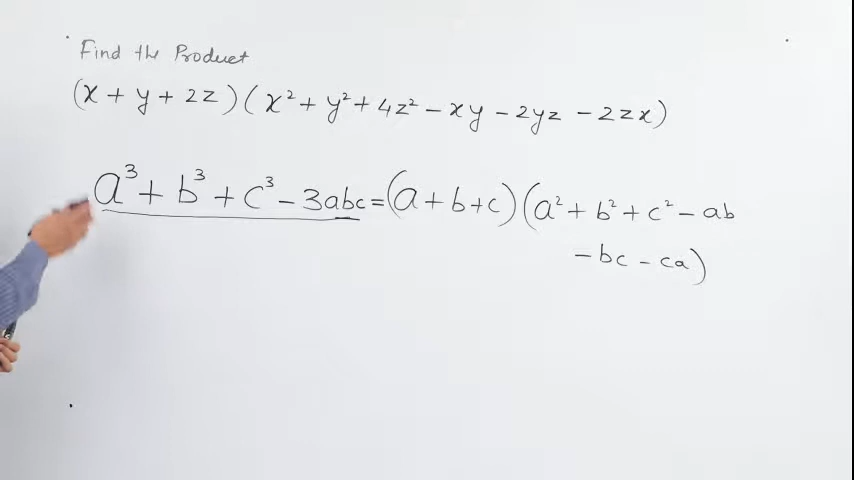 Find the Product
(x + y + 2z)(x² + y² + 4z² - xy - 2yz - 2zx)
a³ + b³ + c³ - 3abc = (a + b + c)(a² + b² + c² - ab
- bc - ca)